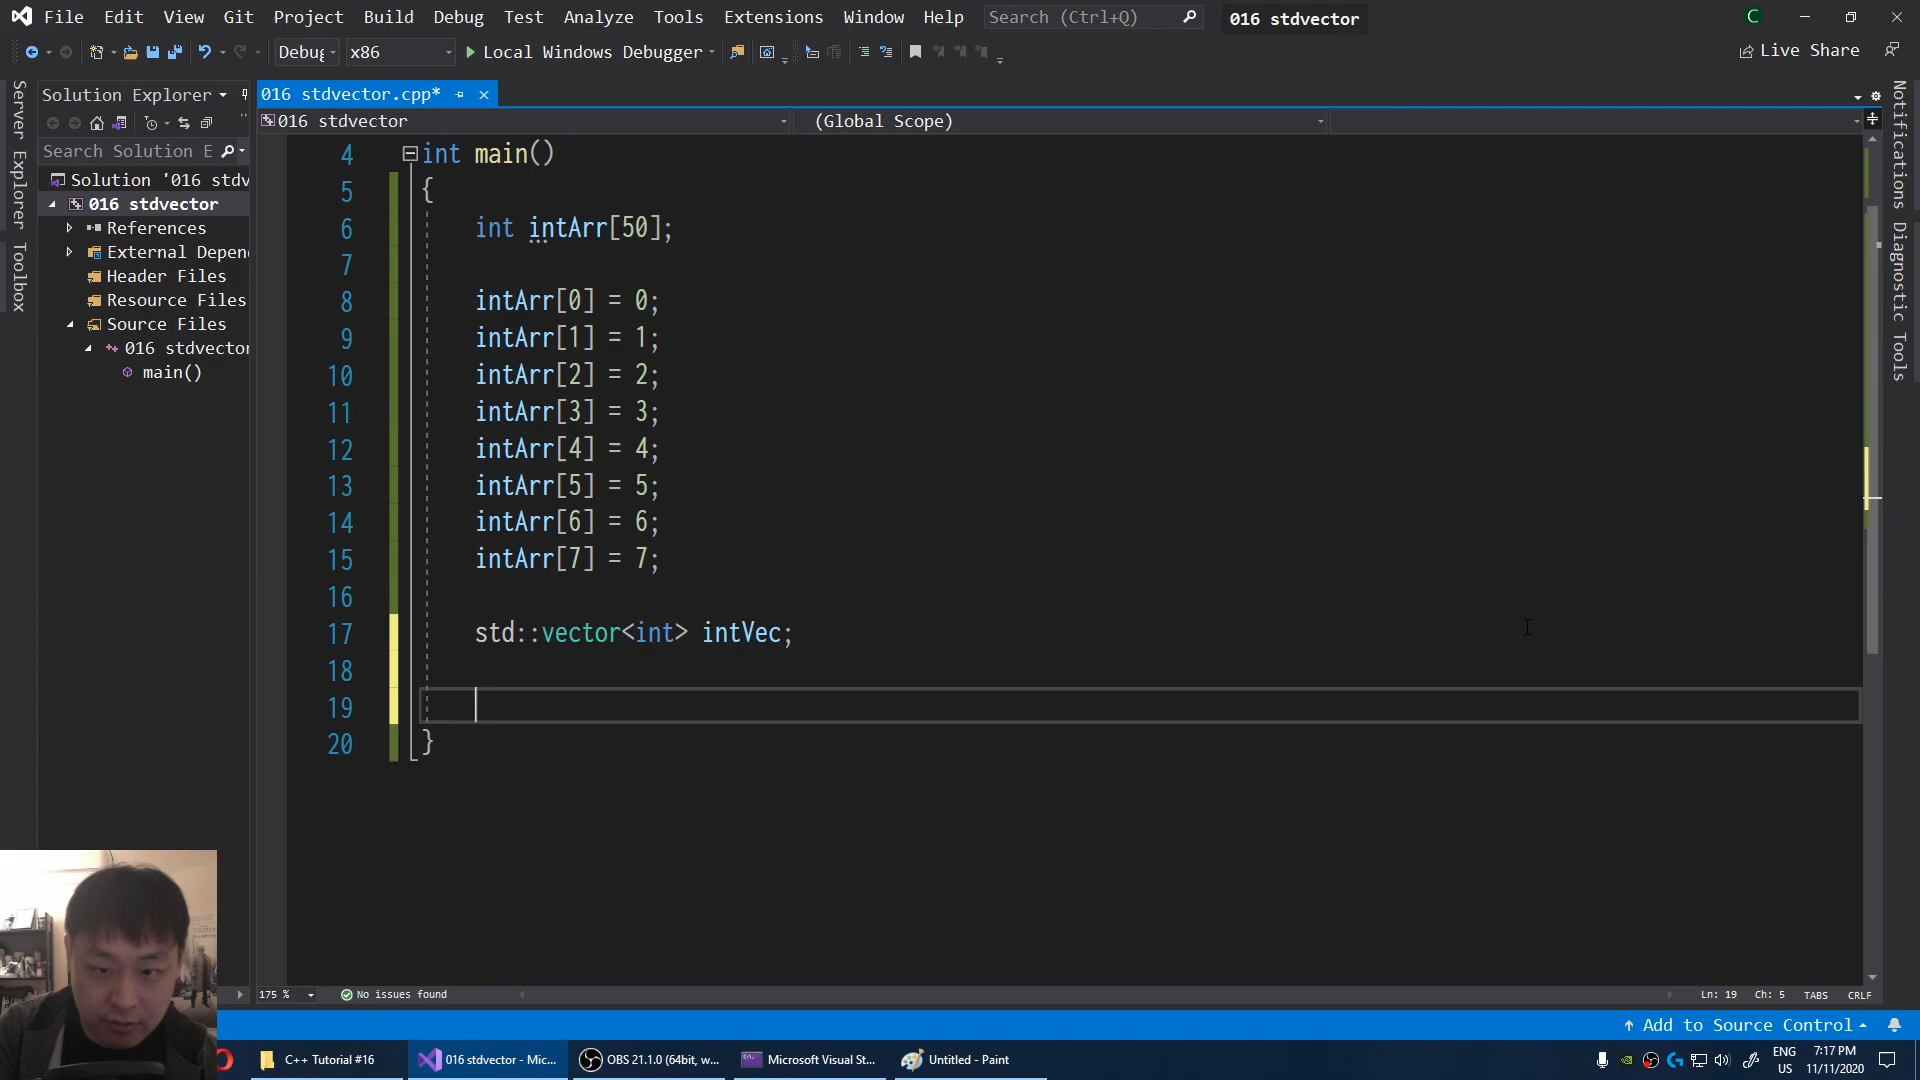 File Edit View Git Project Build Debug Test Analyze Tools Extensions Window Help Search (Ctrl+Q) 016 stdvector C
Debug x86 Local Windows Debugger Live Share
Server Explorer
Toolbox
Solution Explorer
Search Solution E
Solution '016 stdv
016 stdvector
References
External Depen
Header Files
Resource Files
Source Files
016 stdvector
main()
016 stdvector.cpp*
016 stdvector (Global Scope)
4 int main()
5 {
6 int intArr[50];
7
8 intArr[0] = 0;
9 intArr[1] = 1;
10 intArr[2] = 2;
11 intArr[3] = 3;
12 intArr[4] = 4;
13 intArr[5] = 5;
14 intArr[6] = 6;
15 intArr[7] = 7;
16
17 std::vector<int> intVec;
18
19
20 }
Notifications
Diagnostic Tools
175 % No issues found Ln: 19 Ch: 5 TABS CRLF
Add to Source Control
C++ Tutorial #16 016 stdvector - Mic... OBS 21.1.0 (64bit, w... Microsoft Visual St... Untitled - Paint ENG US 7:17 PM 11/11/2020